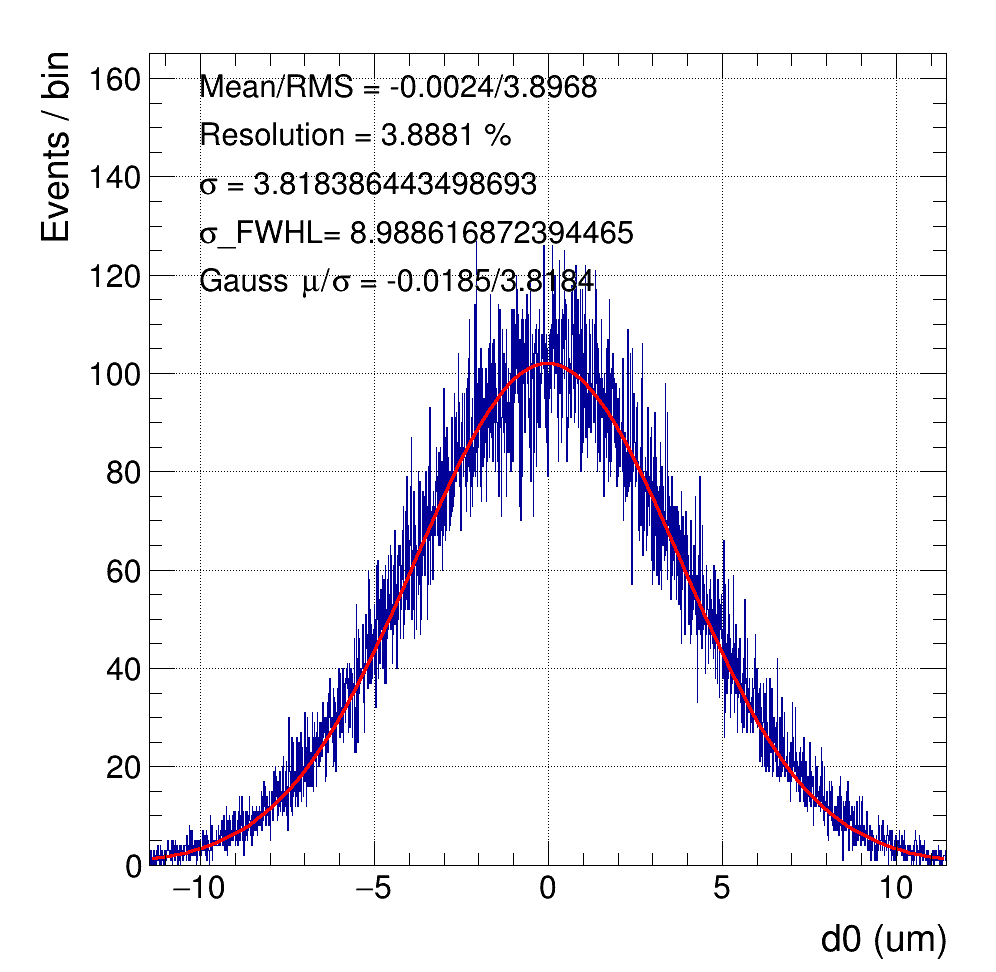 Events / bin
Mean/RMS = -0.0024/3.8968
Resolution = 3.8881 %
σ = 3.818386443498693
σ_FWHL= 8.988616872394465
Gauss μ/σ = -0.0185/3.8184
160
140
120
100
80
60
40
20
0
−10 −5 0 5 10
d0 (um)